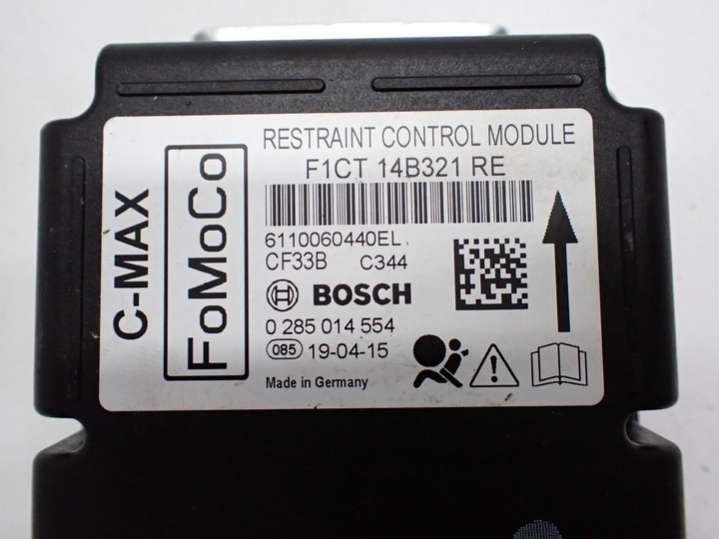 C-MAX
FoMoCo
RESTRAINT CONTROL MODULE
F1CT 14B321 RE
6110060440EL
CF33B C344
BOSCH
0 285 014 554
085 19-04-15
Made in Germany